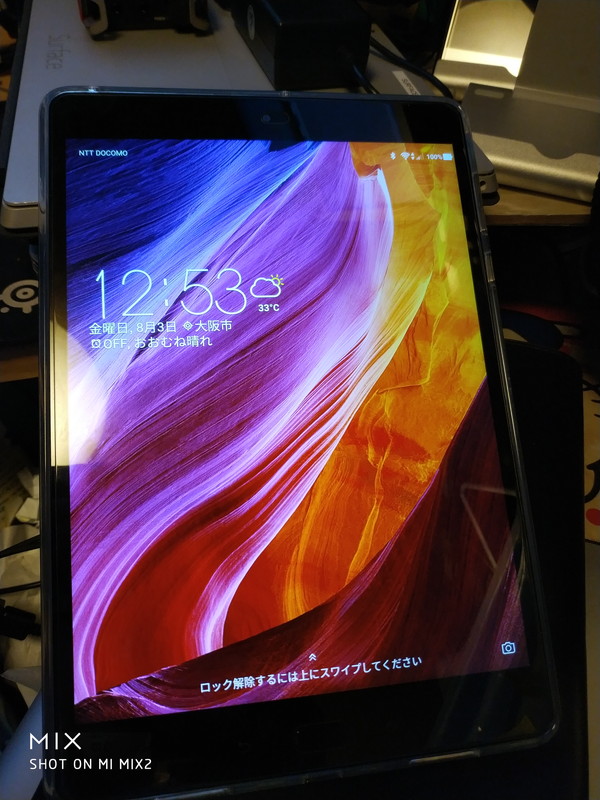 Surface
NTT DOCOMO
100%
12:53
33°C
金曜日, 8月3日 大阪市
OFF, おおむね晴れ
ロック解除するには上にスワイプしてください
MIX
SHOT ON MI MIX2